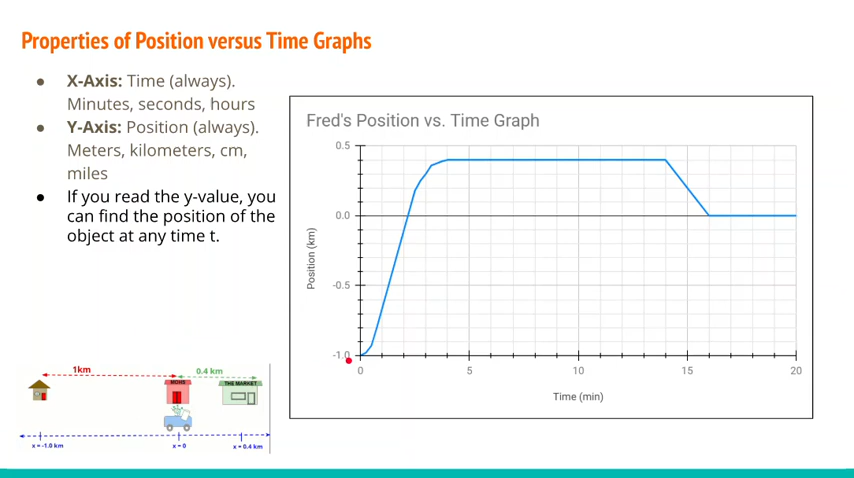 Properties of Position versus Time Graphs
● X-Axis: Time (always).
Minutes, seconds, hours
● Y-Axis: Position (always).
Meters, kilometers, cm,
miles
● If you read the y-value, you
can find the position of the
object at any time t.
Fred's Position vs. Time Graph
0.5
0.0
-0.5
-1.0
Position (km)
0 5 10 15 20
Time (min)
1km 0.4 km
MOHS THE MARKET
x = -1.0 km x = 0 x = 0.4 km